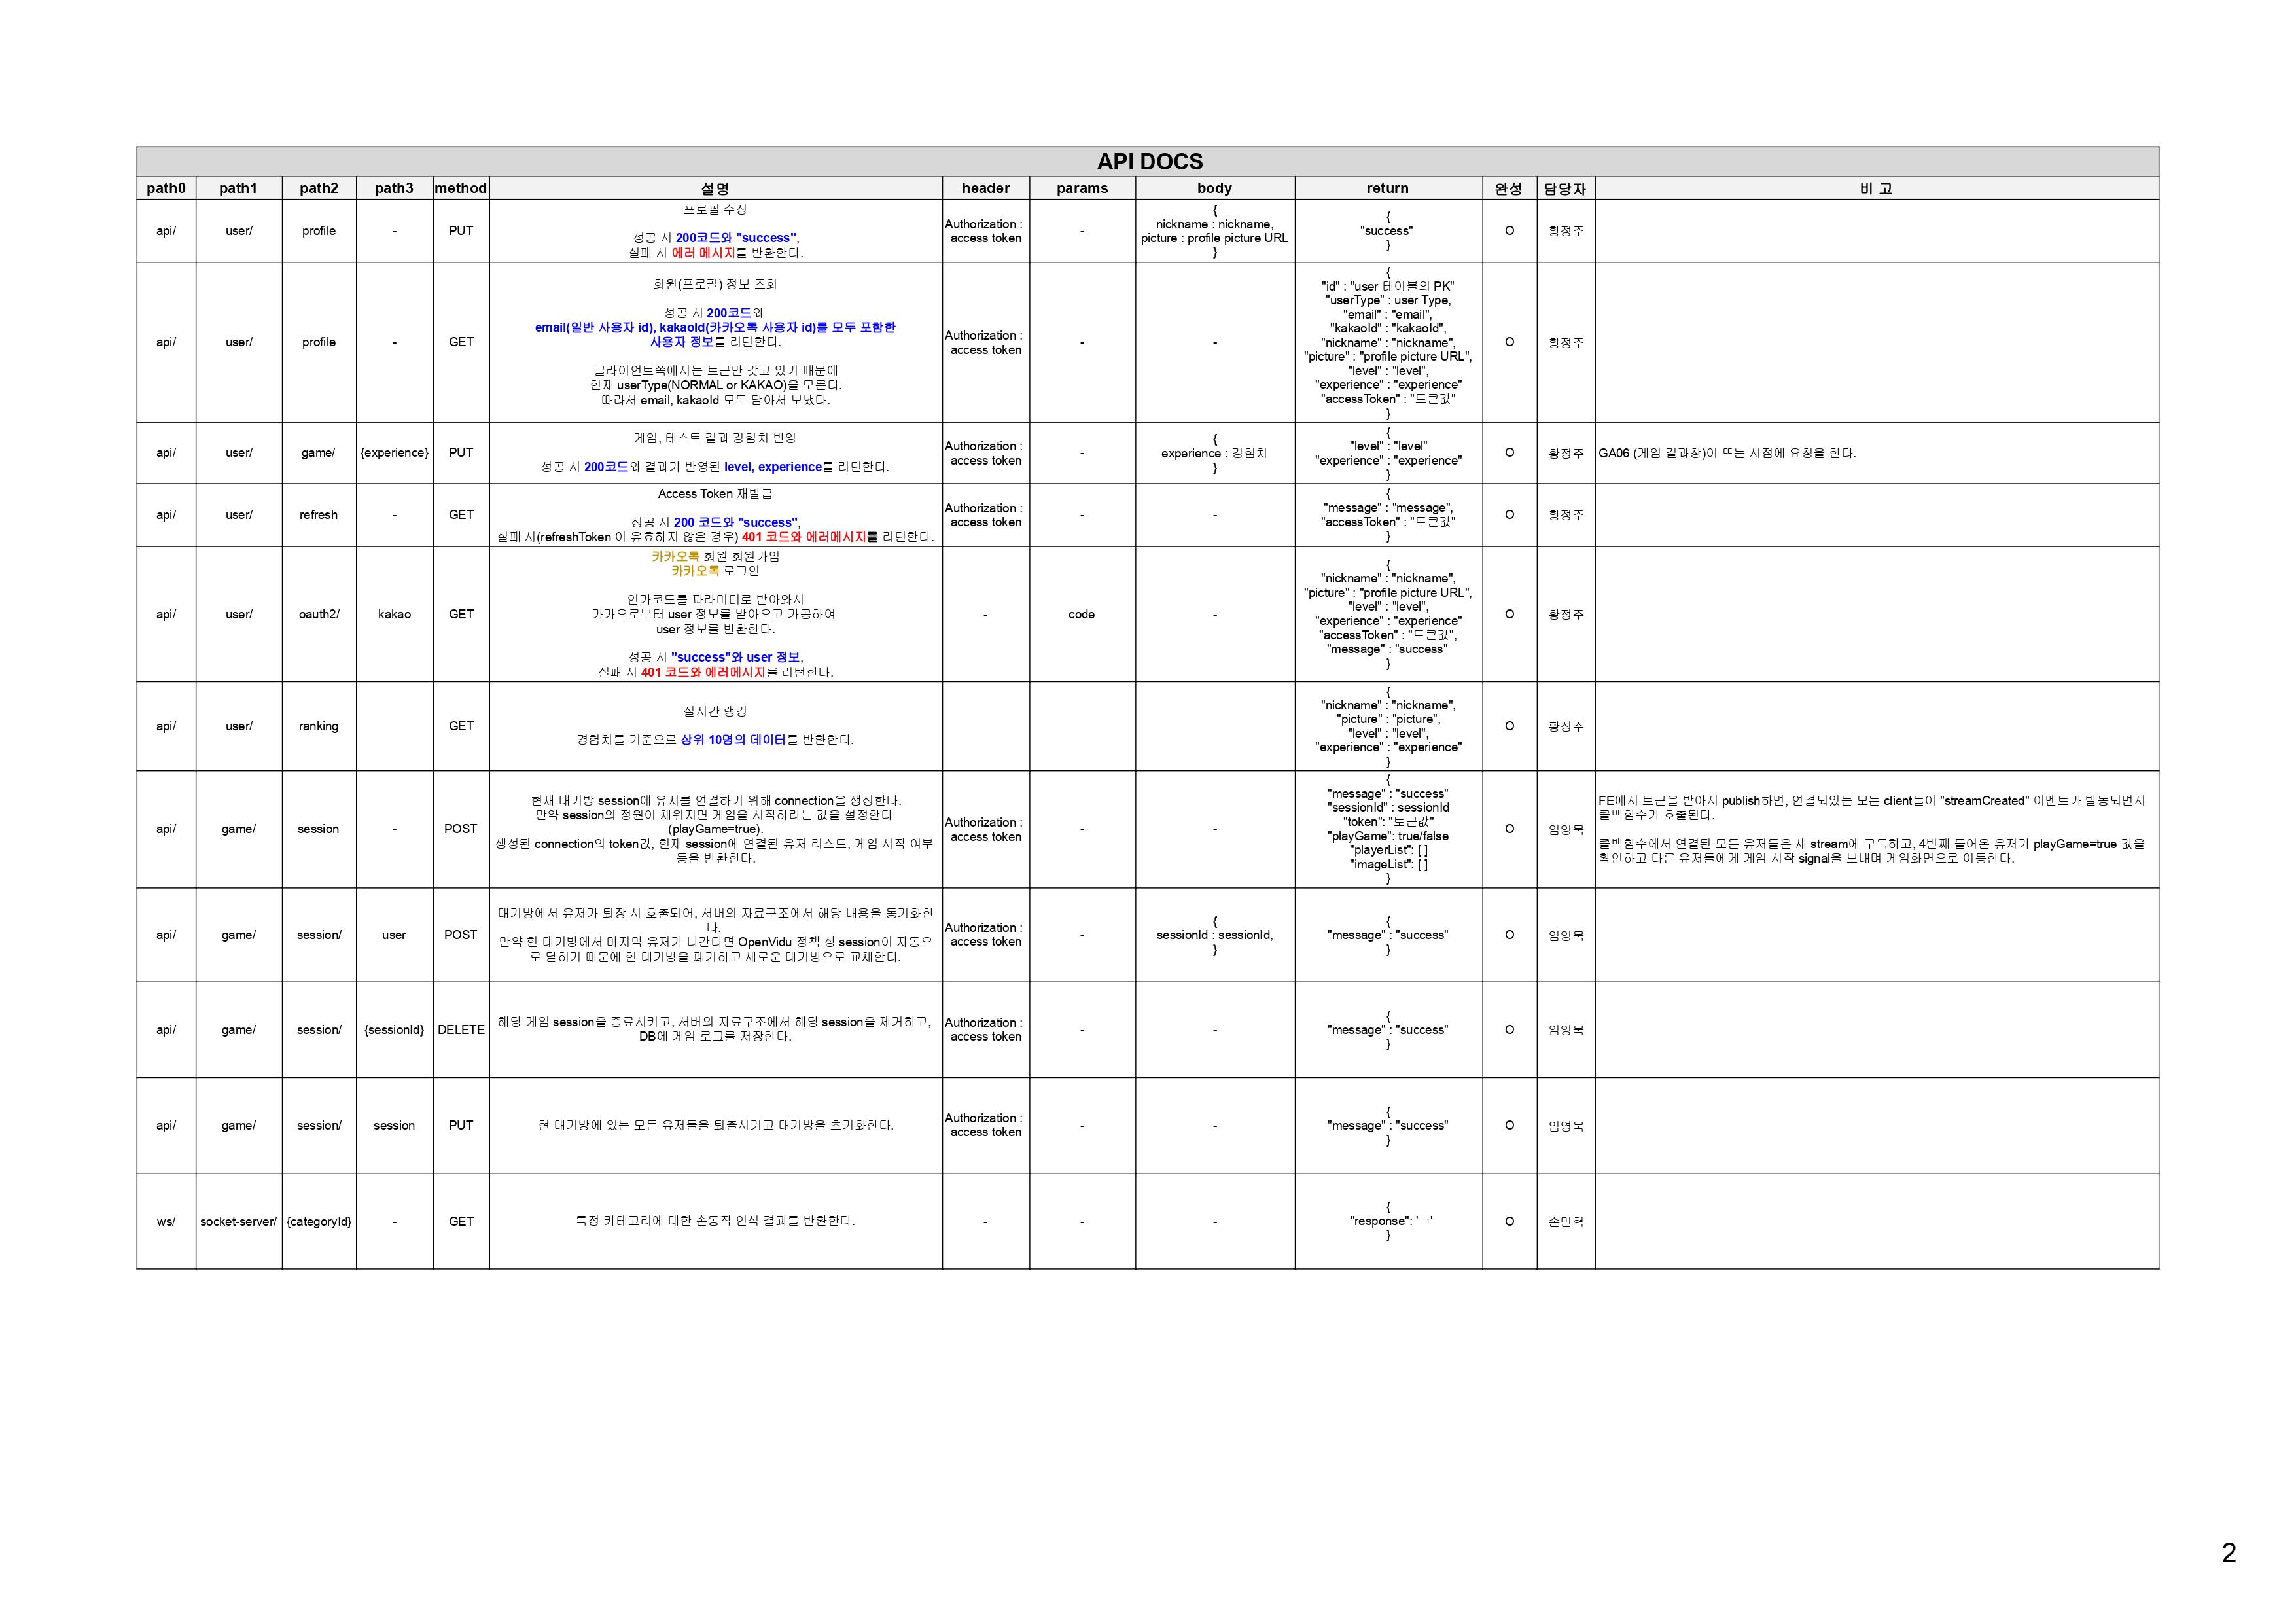 API DOCS
path0 path1 path2 path3 method 설명 header params body return 완성 담당자 비 고
api/ user/ profile - PUT
프로필 수정
성공 시 200코드와 "success",
실패 시 에러 메시지를 반환한다.
Authorization :
access token
-
{
nickname : nickname,
picture : profile picture URL
}
{
"success"
}
O 황정주
api/ user/ profile - GET
회원(프로필) 정보 조회
성공 시 200코드와
email(일반 사용자 id), kakaoId(카카오톡 사용자 id)를 모두 포함한
사용자 정보를 리턴한다.
클라이언트쪽에서는 토큰만 갖고 있기 때문에
현재 userType(NORMAL or KAKAO)을 모른다.
따라서 email, kakaoId 모두 담아서 보냈다.
Authorization :
access token
- -
{
"id" : "user 테이블의 PK"
"userType" : user Type,
"email" : "email",
"kakaoId" : "kakaoId",
"nickname" : "nickname",
"picture" : "profile picture URL",
"level" : "level",
"experience" : "experience"
"accessToken" : "토큰값"
}
O 황정주
api/ user/ game/ {experience} PUT
게임, 테스트 결과 경험치 반영
성공 시 200코드와 결과가 반영된 level, experience를 리턴한다.
Authorization :
access token
-
{
experience : 경험치
}
{
"level" : "level"
"experience" : "experience"
}
O 황정주 GA06 (게임 결과창)이 뜨는 시점에 요청을 한다.
api/ user/ refresh - GET
Access Token 재발급
성공 시 200 코드와 "success",
실패 시(refreshToken 이 유효하지 않은 경우) 401 코드와 에러메시지를 리턴한다.
Authorization :
access token
- -
{
"message" : "message",
"accessToken" : "토큰값"
}
O 황정주
api/ user/ oauth2/ kakao GET
카카오톡 회원 회원가입
카카오톡 로그인
인가코드를 파라미터로 받아와서
카카오로부터 user 정보를 받아오고 가공하여
user 정보를 반환한다.
성공 시 "success"와 user 정보,
실패 시 401 코드와 에러메시지를 리턴한다.
- code -
{
"nickname" : "nickname",
"picture" : "profile picture URL",
"level" : "level",
"experience" : "experience"
"accessToken" : "토큰값",
"message" : "success"
}
O 황정주
api/ user/ ranking GET
실시간 랭킹
경험치를 기준으로 상위 10명의 데이터를 반환한다.
{
"nickname" : "nickname",
"picture" : "picture",
"level" : "level",
"experience" : "experience"
}
O 황정주
api/ game/ session - POST
현재 대기방 session에 유저를 연결하기 위해 connection을 생성한다.
만약 session의 정원이 채워지면 게임을 시작하라는 값을 설정한다
(playGame=true).
생성된 connection의 token값, 현재 session에 연결된 유저 리스트, 게임 시작 여부
등을 반환한다.
Authorization :
access token
- -
{
"message" : "success"
"sessionId" : sessionId
"token": "토큰값"
"playGame": true/false
"playerList": [ ]
"imageList": [ ]
}
O 임영묵
FE에서 토큰을 받아서 publish하면, 연결되있는 모든 client들이 "streamCreated" 이벤트가 발동되면서
콜백함수가 호출된다.
콜백함수에서 연결된 모든 유저들은 새 stream에 구독하고, 4번째 들어온 유저가 playGame=true 값을
확인하고 다른 유저들에게 게임 시작 signal을 보내며 게임화면으로 이동한다.
api/ game/ session/ user POST
대기방에서 유저가 퇴장 시 호출되어, 서버의 자료구조에서 해당 내용을 동기화한
다.
만약 현 대기방에서 마지막 유저가 나간다면 OpenVidu 정책 상 session이 자동으
로 닫히기 때문에 현 대기방을 폐기하고 새로운 대기방으로 교체한다.
Authorization :
access token
-
{
sessionId : sessionId,
}
{
"message" : "success"
}
O 임영묵
api/ game/ session/ {sessionId} DELETE
해당 게임 session을 종료시키고, 서버의 자료구조에서 해당 session을 제거하고,
DB에 게임 로그를 저장한다.
Authorization :
access token
- -
{
"message" : "success"
}
O 임영묵
api/ game/ session/ session PUT
현 대기방에 있는 모든 유저들을 퇴출시키고 대기방을 초기화한다.
Authorization :
access token
- -
{
"message" : "success"
}
O 임영묵
ws/ socket-server/ {categoryId} - GET
특정 카테고리에 대한 손동작 인식 결과를 반환한다.
- - -
{
"response": 'ㄱ'
}
O 손민혁
2